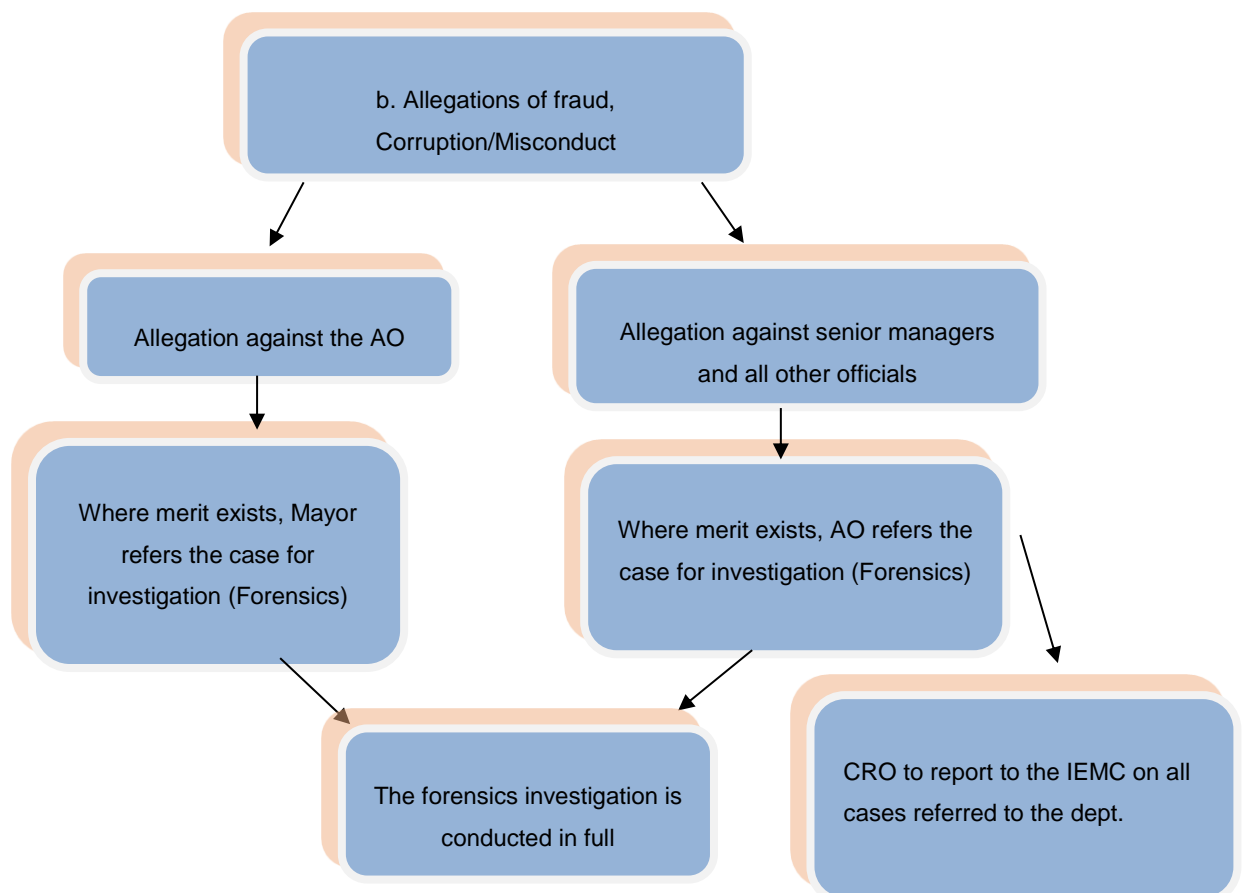 b. Allegations of fraud,
Corruption/Misconduct
Allegation against the AO
Allegation against senior managers
and all other officials
Where merit exists, Mayor
refers the case for
investigation (Forensics)
Where merit exists, AO refers the
case for investigation (Forensics)
The forensics investigation is
conducted in full
CRO to report to the IEMC on all
cases referred to the dept.